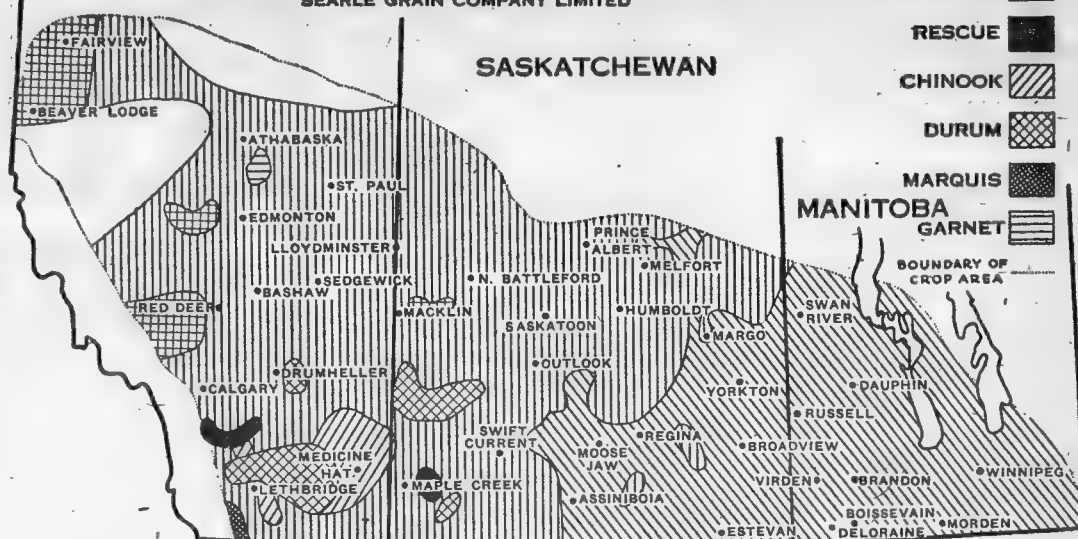 SEARLE GRAIN COMPANY LIMITED
SASKATCHEWAN
MANITOBA
RESCUE
CHINOOK
DURUM
MARQUIS
GARNET
BOUNDARY OF
CROP AREA
FAIRVIEW
BEAVER LODGE
ATHABASKA
ST. PAUL
EDMONTON
LLOYDMINSTER
SEDGEWICK
BASHAW
RED DEER
MACKLIN
N. BATTLEFORD
PRINCE
ALBERT
MELFORT
HUMBOLDT
SASKATOON
OUTLOOK
MARGO
SWAN
RIVER
DRUMHELLER
CALGARY
YORKTON
DAUPHIN
RUSSELL
SWIFT
CURRENT
MOOSE
JAW
REGINA
BROADVIEW
MEDICINE
HAT
LETHBRIDGE
MAPLE CREEK
ASSINIBOIA
VIRDEN
BRANDON
WINNIPEG
ESTEVAN
BOISSEVAIN
DELORAINE
MORDEN